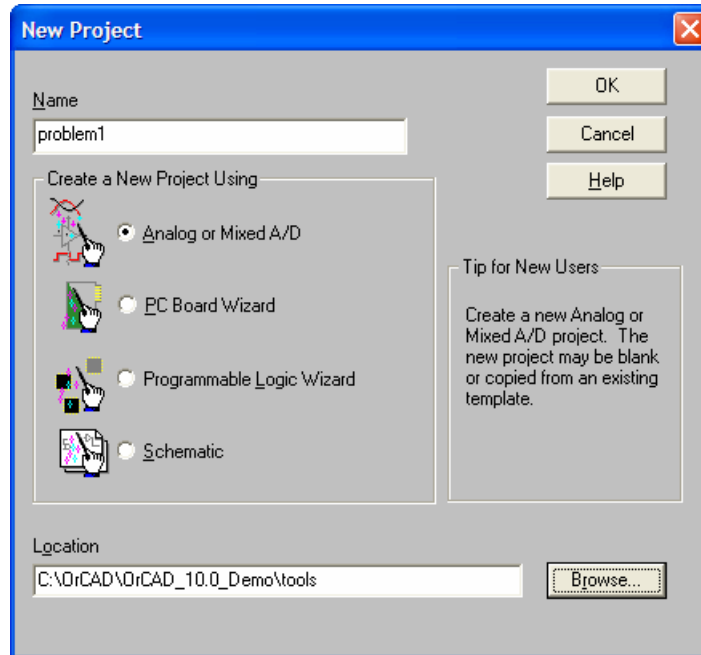 New Project
Name
problem1
OK
Cancel
Help
Create a New Project Using
Analog or Mixed A/D
PC Board Wizard
Programmable Logic Wizard
Schematic
Tip for New Users
Create a new Analog or
Mixed A/D project. The
new project may be blank
or copied from an existing
template.
Location
C:\OrCAD\OrCAD_10.0_Demo\tools
Browse...